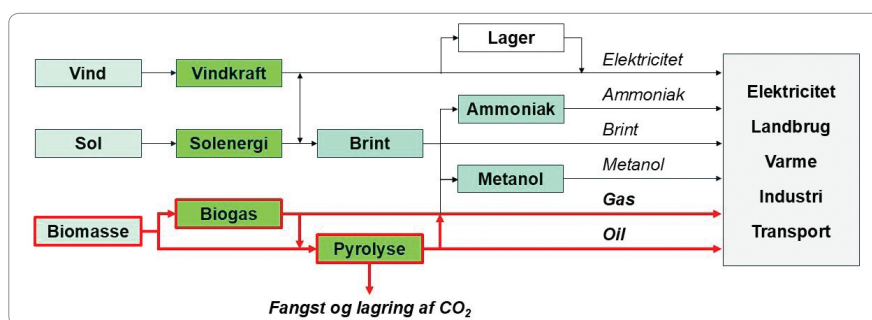 Lager
Elektricitet
Vind
Vindkraft
Ammoniak
Ammoniak
Brint
Sol
Solenergi
Brint
Metanol
Metanol
Biogas
Gas
Biomasse
Pyrolyse
Oil
Fangst og lagring af CO₂
Elektricitet
Landbrug
Varme
Industri
Transport